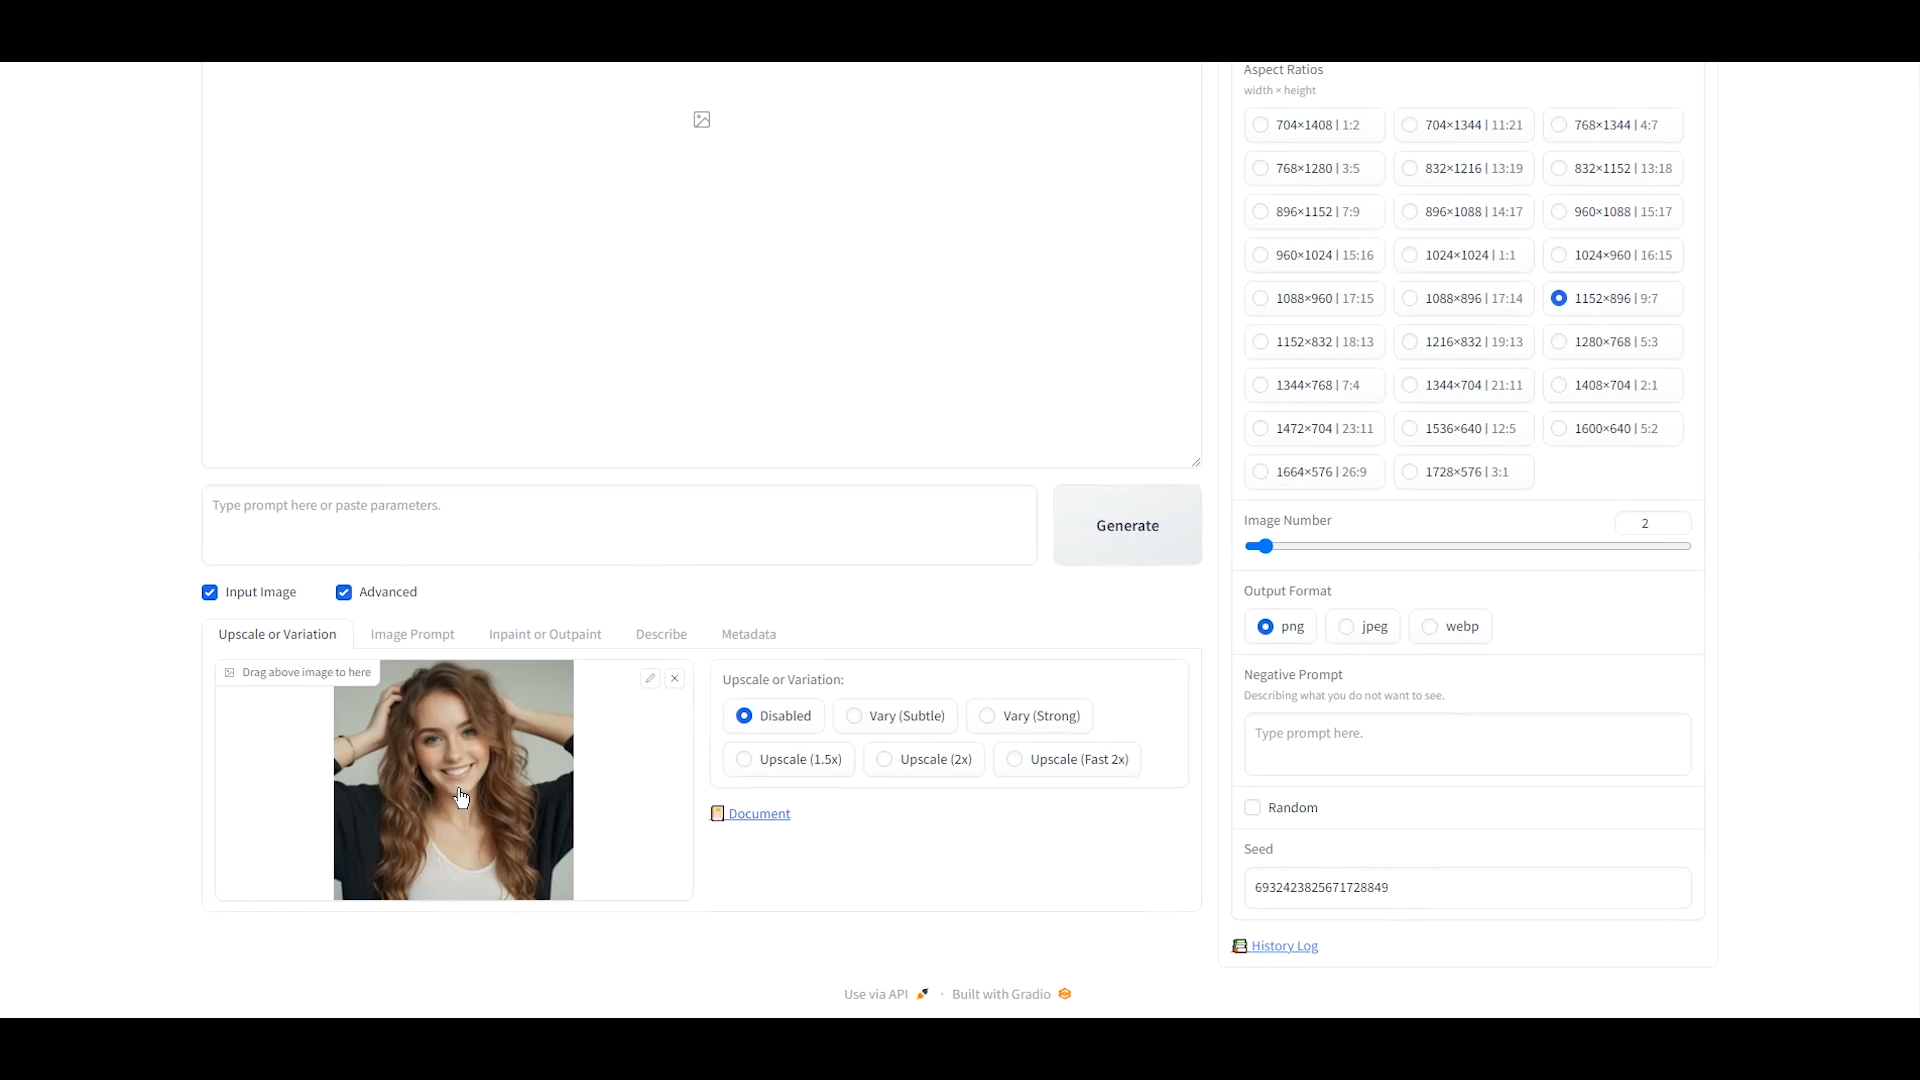 Aspect Ratios
width × height
704×1408 | 1:2
704×1344 | 11:21
768×1344 | 4:7
768×1280 | 3:5
832×1216 | 13:19
832×1152 | 13:18
896×1152 | 7:9
896×1088 | 14:17
960×1088 | 15:17
960×1024 | 15:16
1024×1024 | 1:1
1024×960 | 16:15
1088×960 | 17:15
1088×896 | 17:14
1152×896 | 9:7
1152×832 | 18:13
1216×832 | 19:13
1280×768 | 5:3
1344×768 | 7:4
1344×704 | 21:11
1408×704 | 2:1
1472×704 | 23:11
1536×640 | 12:5
1600×640 | 5:2
1664×576 | 26:9
1728×576 | 3:1
Type prompt here or paste parameters.
Generate
Image Number
2
Input Image
Advanced
Output Format
png
jpeg
webp
Upscale or Variation
Image Prompt
Inpaint or Outpaint
Describe
Metadata
Drag above image to here
Upscale or Variation:
Disabled
Vary (Subtle)
Vary (Strong)
Upscale (1.5x)
Upscale (2x)
Upscale (Fast 2x)
Document
Negative Prompt
Describing what you do not want to see.
Type prompt here.
Random
Seed
6932423825671728849
History Log
Use via API
·
Built with Gradio